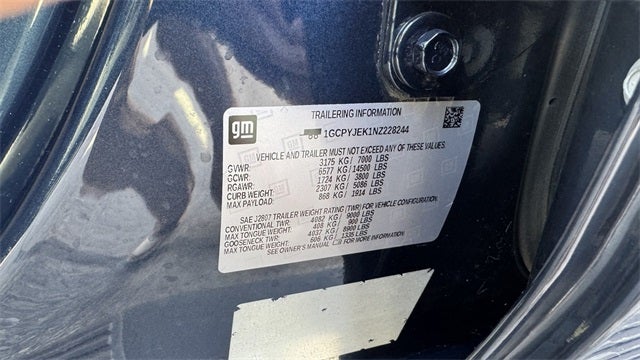 TRAILERING INFORMATION
gm
1GCPYJEK1NZ228244
VEHICLE AND TRAILER MUST NOT EXCEED ANY OF THESE VALUES.
GVWR: 3175 KG/ 7000 LBS
GCWR: 6577 KG/14500 LBS
RGAWR: 1724 KG/ 3800 LBS
CURB WEIGHT: 2307 KG/ 5086 LBS
MAX PAYLOAD: 868 KG/ 1914 LBS
SAE J2807 TRAILER WEIGHT RATING (TWR) FOR VEHICLE CONFIGURATION.
CONVENTIONAL TWR: 4082 KG/ 9000 LBS
MAX TONGUE WEIGHT: 408 KG/ 900 LBS
GOOSENECK TWR: 4037 KG/ 8900 LBS
MAX TONGUE WEIGHT: 606 KG/ 1335 LBS
SEE OWNER'S MANUAL FOR MORE INFORMATION.